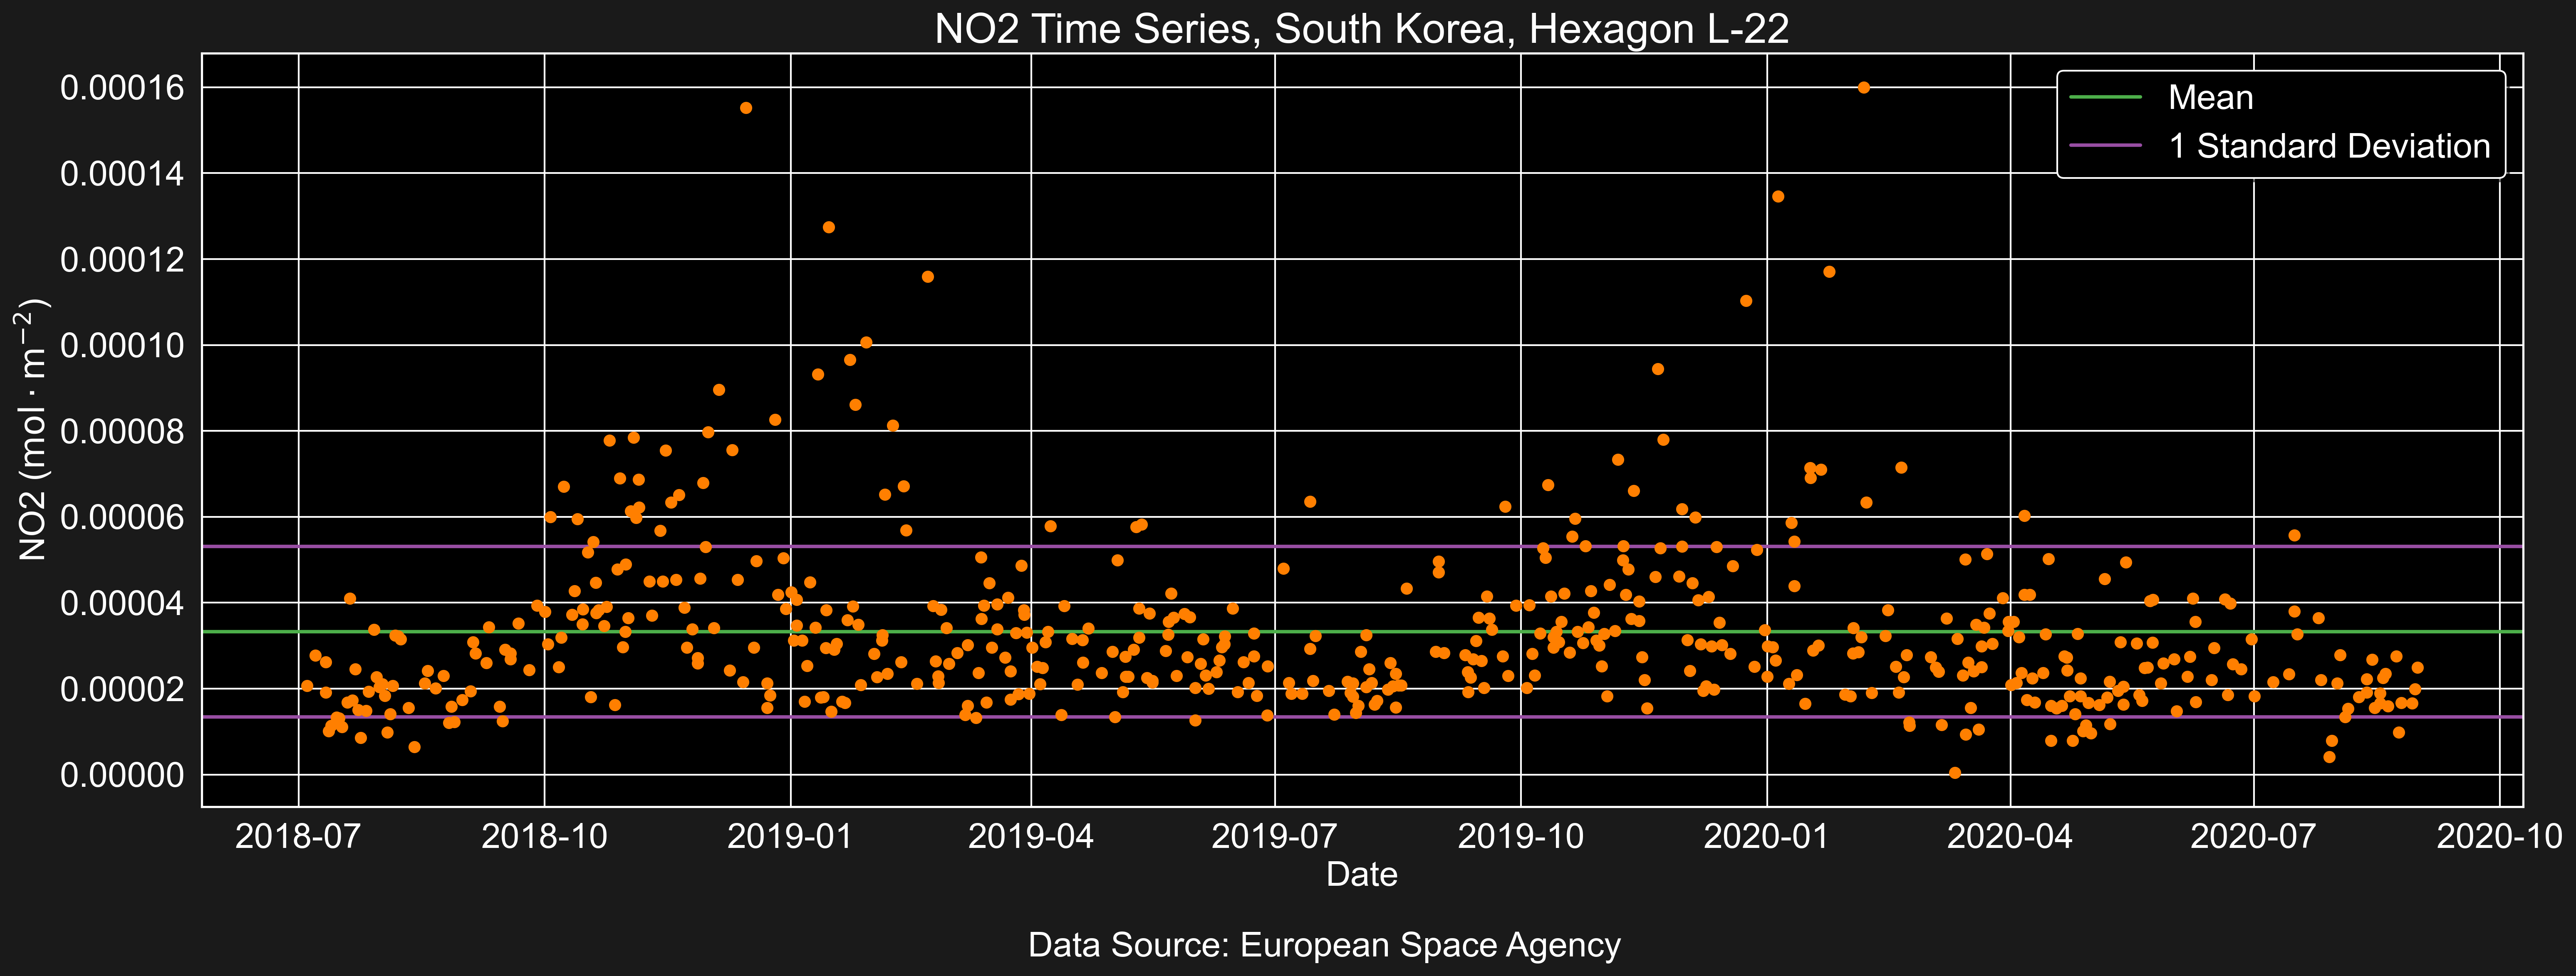 NO2 Time Series, South Korea, Hexagon L-22
Mean
1 Standard Deviation
NO2 (mol · m⁻²)
0.00016
0.00014
0.00012
0.00010
0.00008
0.00006
0.00004
0.00002
0.00000
2018-07 2018-10 2019-01 2019-04 2019-07 2019-10 2020-01 2020-04 2020-07 2020-10
Date
Data Source: European Space Agency